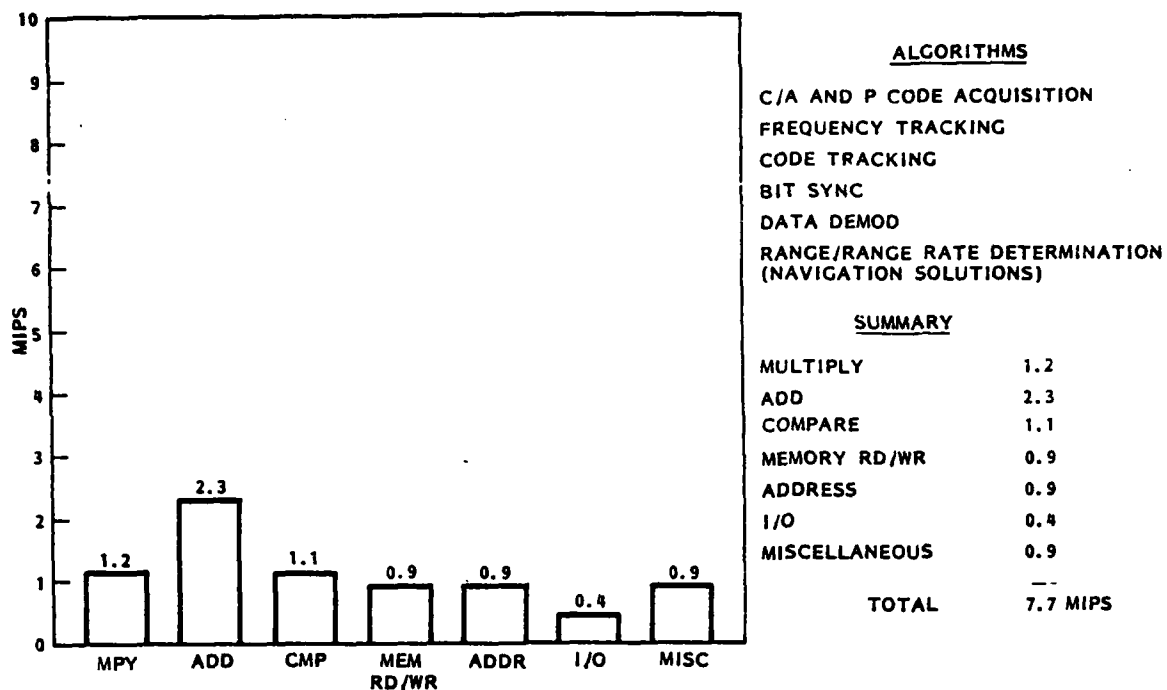 10
9
8
7
6
5
4
3
2
1
0
MIPS
1.2
2.3
1.1
0.9
0.9
0.4
0.9
MPY
ADD
CMP
MEM RD/WR
ADDR
I/O
MISC
ALGORITHMS
C/A AND P CODE ACQUISITION
FREQUENCY TRACKING
CODE TRACKING
BIT SYNC
DATA DEMOD
RANGE/RANGE RATE DETERMINATION
(NAVIGATION SOLUTIONS)
SUMMARY
MULTIPLY 1.2
ADD 2.3
COMPARE 1.1
MEMORY RD/WR 0.9
ADDRESS 0.9
I/O 0.4
MISCELLANEOUS 0.9
TOTAL 7.7 MIPS